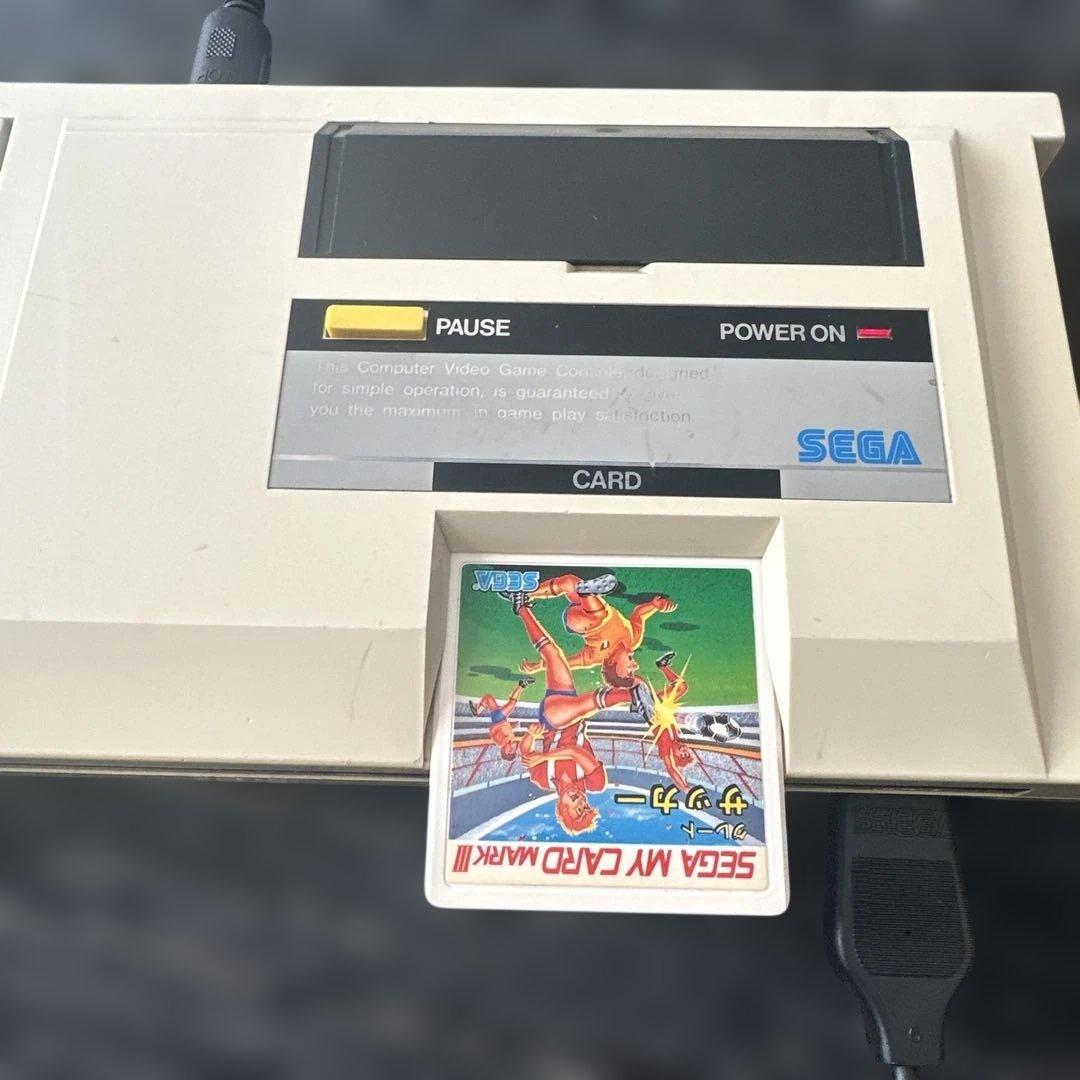 PAUSE
POWER ON
This Computer Video Game Console, designed
for simple operation, is guaranteed to give
you the maximum in game play satisfaction
SEGA
CARD
SEGA MY CARD MARK III
グレート
サッカー
SEGA
SEGA